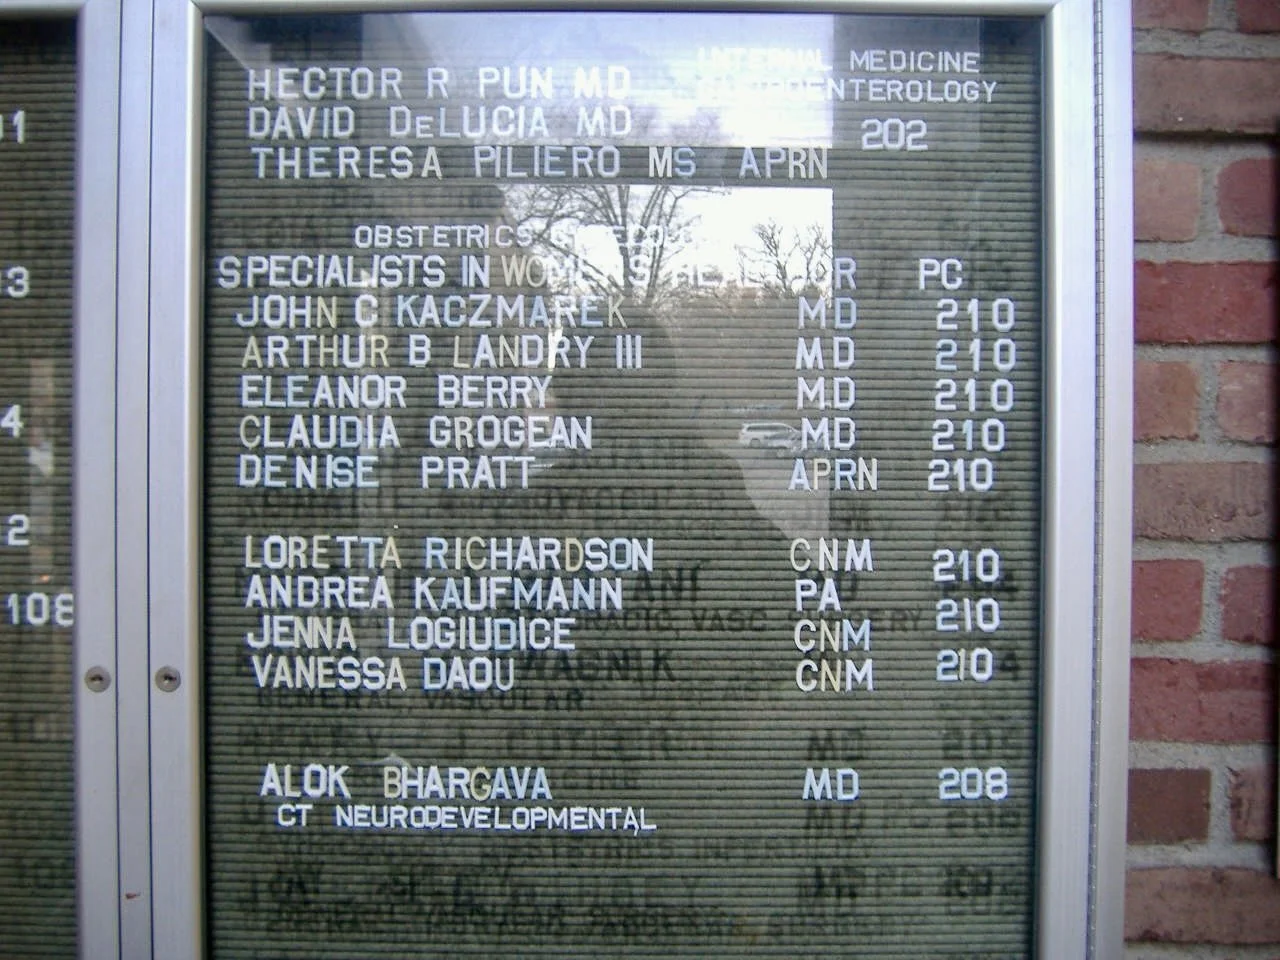 INTERNAL MEDICINE
HECTOR R PUN MD GASTROENTEROLOGY
DAVID DeLUCIA MD 202
THERESA PILIERO MS APRN
OBSTETRICS
SPECIALISTS IN WOMEN'S PC
JOHN C KACZMAREK MD 210
ARTHUR B LANDRY III MD 210
ELEANOR BERRY MD 210
CLAUDIA GROGEAN MD 210
DENISE PRATT APRN 210
LORETTA RICHARDSON CNM 210
ANDREA KAUFMANN PA 210
JENNA LOGIUDICE CNM
VANESSA DAOU CNM 210
ALOK BHARGAVA MD 208
CT NEURODEVELOPMENTAL
108